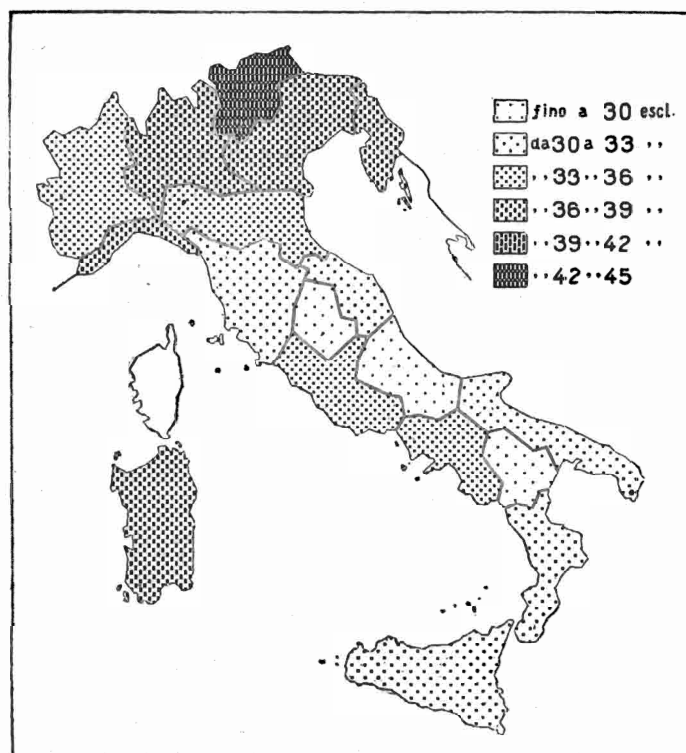 fino a 30 escl.
da 30 a 33 ,,
,, 33 ,, 36 ,,
,, 36 ,, 39 ,,
,, 39 ,, 42 ,,
,, 42 ,, 45